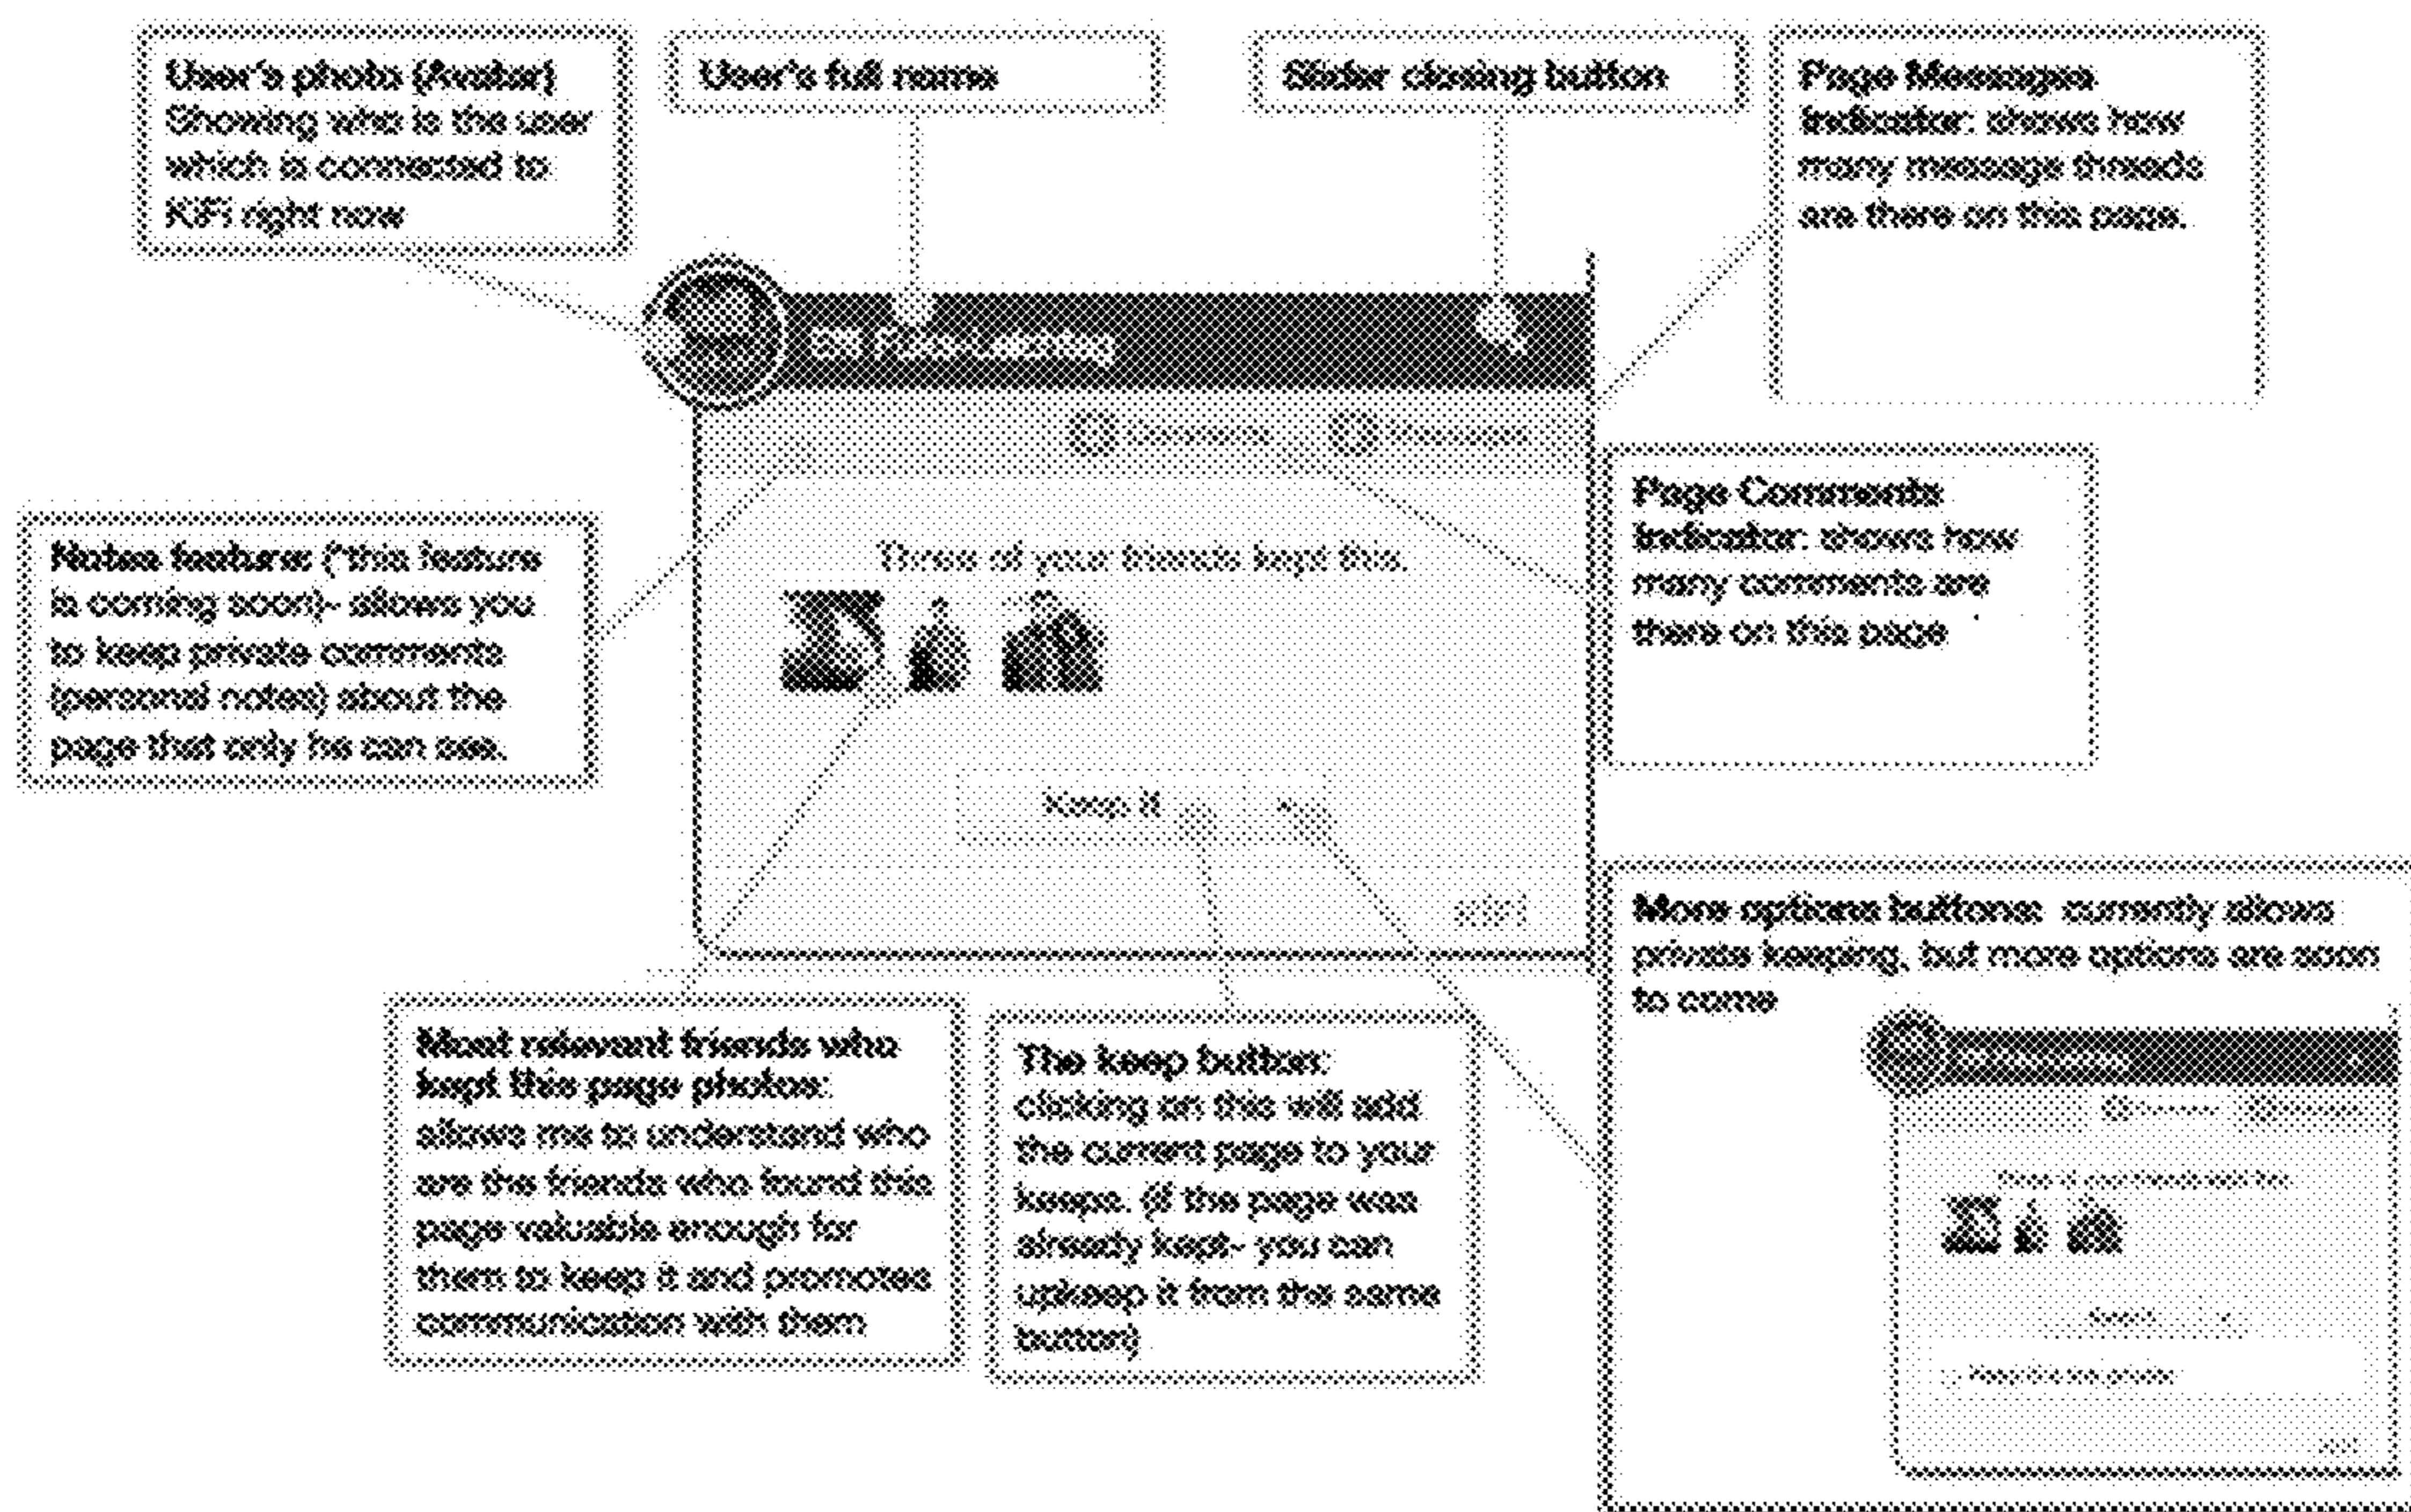 User's photo (Avatar)
Showing who is the user
which is connected to
KiFi right now
User's full name
Slider closing button
Page Messages
Indicator: shows how
many message threads
are there on this page.
Notes feature (*this feature
is coming soon)- allows you
to keep private comments
(personal notes) about the
page that only he can see.
Three of your friends kept this.
Keep it
Page Comments
Indicator: shows how
many comments are
there on this page
More options buttons: currently allows
private keeping, but more options are soon
to come
Most relevant friends who
kept this page photos:
allows me to understand who
are the friends who found this
page valuable enough for
them to keep it and promotes
communication with them
The keep button:
clicking on this will add
the current page to your
keeps. (if the page was
already kept- you can
upkeep it from the same
button)